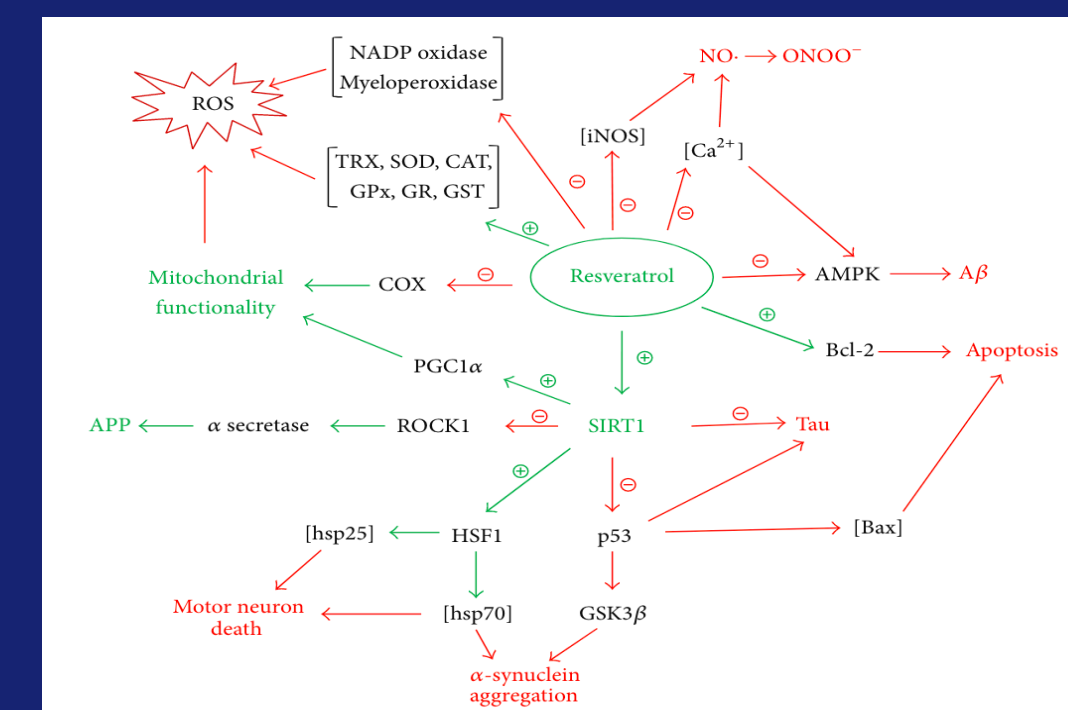 NADP oxidase
Myeloperoxidase
NO· → ONOO⁻
ROS
[iNOS]
[Ca²⁺]
TRX, SOD, CAT,
GPx, GR, GST
⊖
⊖
⊖
⊕
Mitochondrial
functionality
COX
⊖
Resveratrol
⊖
AMPK
Aβ
⊕
Bcl-2
Apoptosis
⊕
PGC1α
⊕
APP
α secretase
ROCK1
⊖
SIRT1
⊖
Tau
⊕
⊖
[hsp25]
HSF1
p53
[Bax]
Motor neuron
death
[hsp70]
GSK3β
α-synuclein
aggregation